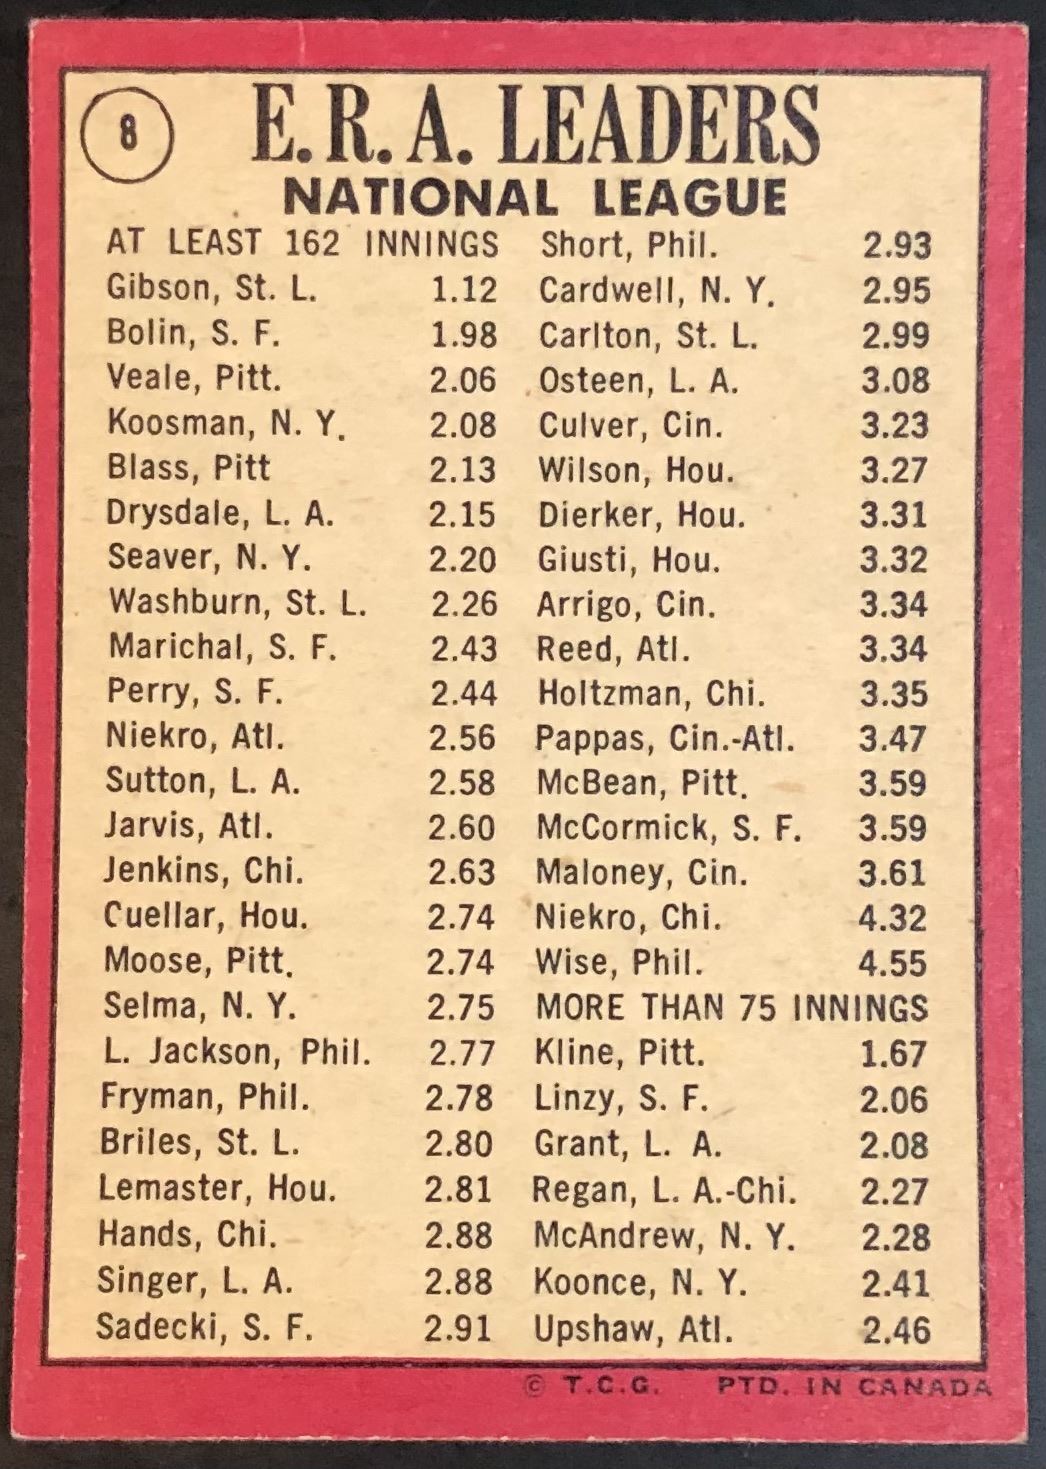 8
E. R. A. LEADERS
NATIONAL LEAGUE
AT LEAST 162 INNINGS
Gibson, St. L. 1.12
Bolin, S. F. 1.98
Veale, Pitt. 2.06
Koosman, N. Y. 2.08
Blass, Pitt 2.13
Drysdale, L. A. 2.15
Seaver, N. Y. 2.20
Washburn, St. L. 2.26
Marichal, S. F. 2.43
Perry, S. F. 2.44
Niekro, Atl. 2.56
Sutton, L. A. 2.58
Jarvis, Atl. 2.60
Jenkins, Chi. 2.63
Cuellar, Hou. 2.74
Moose, Pitt. 2.74
Selma, N. Y. 2.75
L. Jackson, Phil. 2.77
Fryman, Phil. 2.78
Briles, St. L. 2.80
Lemaster, Hou. 2.81
Hands, Chi. 2.88
Singer, L. A. 2.88
Sadecki, S. F. 2.91
Short, Phil. 2.93
Cardwell, N. Y. 2.95
Carlton, St. L. 2.99
Osteen, L. A. 3.08
Culver, Cin. 3.23
Wilson, Hou. 3.27
Dierker, Hou. 3.31
Giusti, Hou. 3.32
Arrigo, Cin. 3.34
Reed, Atl. 3.34
Holtzman, Chi. 3.35
Pappas, Cin.-Atl. 3.47
McBean, Pitt. 3.59
McCormick, S. F. 3.59
Maloney, Cin. 3.61
Niekro, Chi. 4.32
Wise, Phil. 4.55
MORE THAN 75 INNINGS
Kline, Pitt. 1.67
Linzy, S. F. 2.06
Grant, L. A. 2.08
Regan, L. A.-Chi. 2.27
McAndrew, N. Y. 2.28
Koonce, N. Y. 2.41
Upshaw, Atl. 2.46
© T.C.G. PTD. IN CANADA